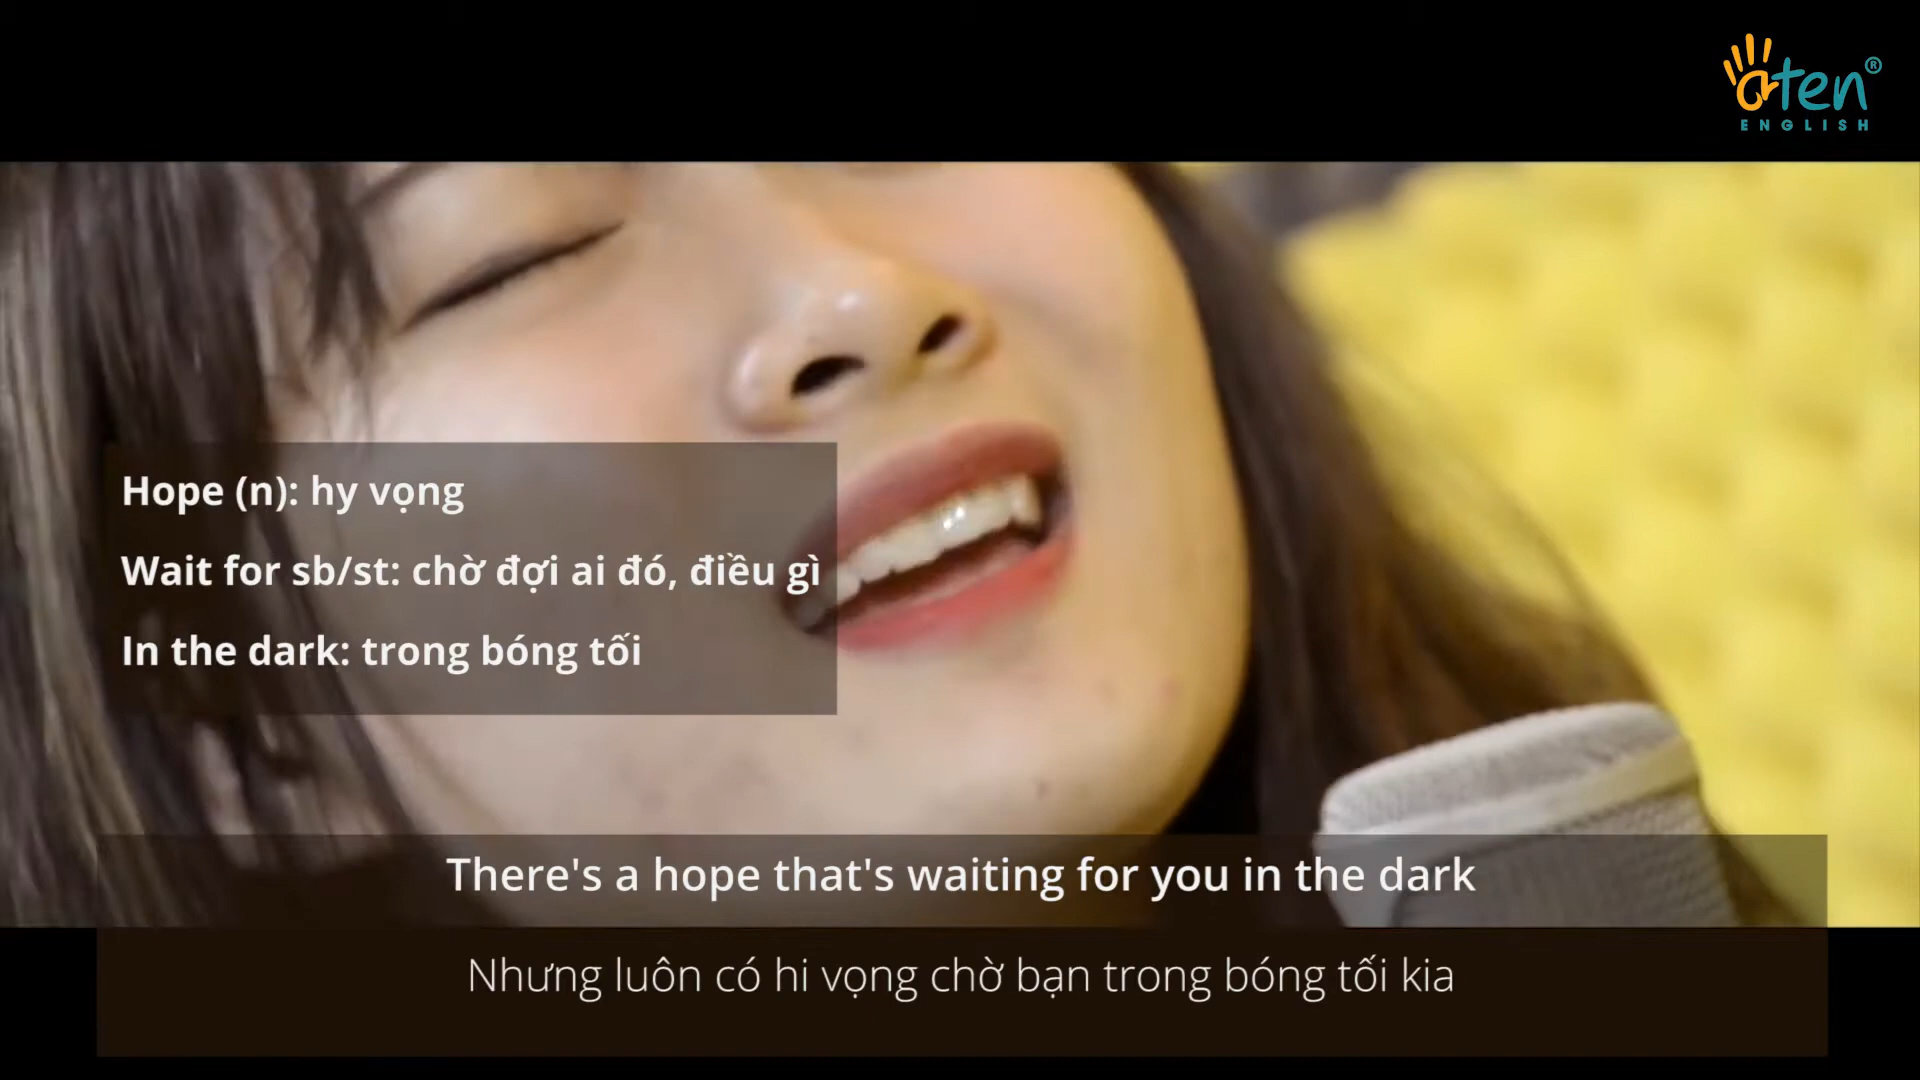 aten®
ENGLISH
Hope (n): hy vọng
Wait for sb/st: chờ đợi ai đó, điều gì
In the dark: trong bóng tối
There's a hope that's waiting for you in the dark
Nhưng luôn có hi vọng chờ bạn trong bóng tối kia